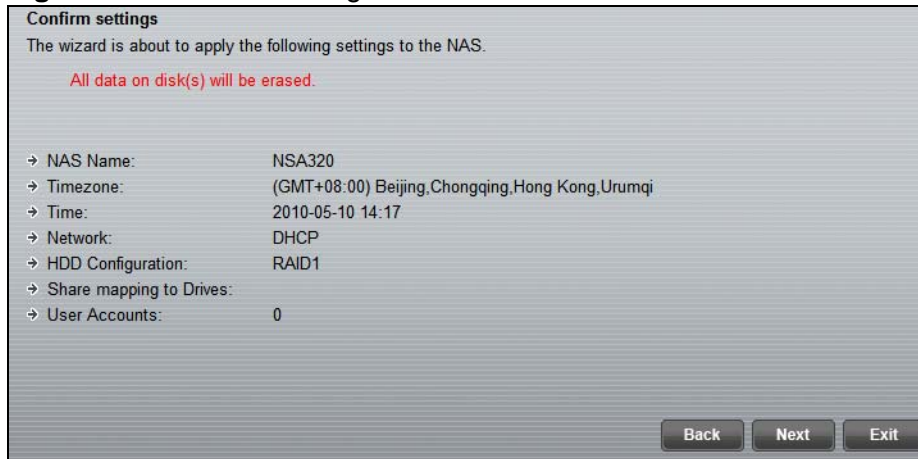 Confirm settings
The wizard is about to apply the following settings to the NAS.
All data on disk(s) will be erased.
NAS Name: NSA320
Timezone: (GMT+08:00) Beijing,Chongqing,Hong Kong,Urumqi
Time: 2010-05-10 14:17
Network: DHCP
HDD Configuration: RAID1
Share mapping to Drives:
User Accounts: 0
Back Next Exit